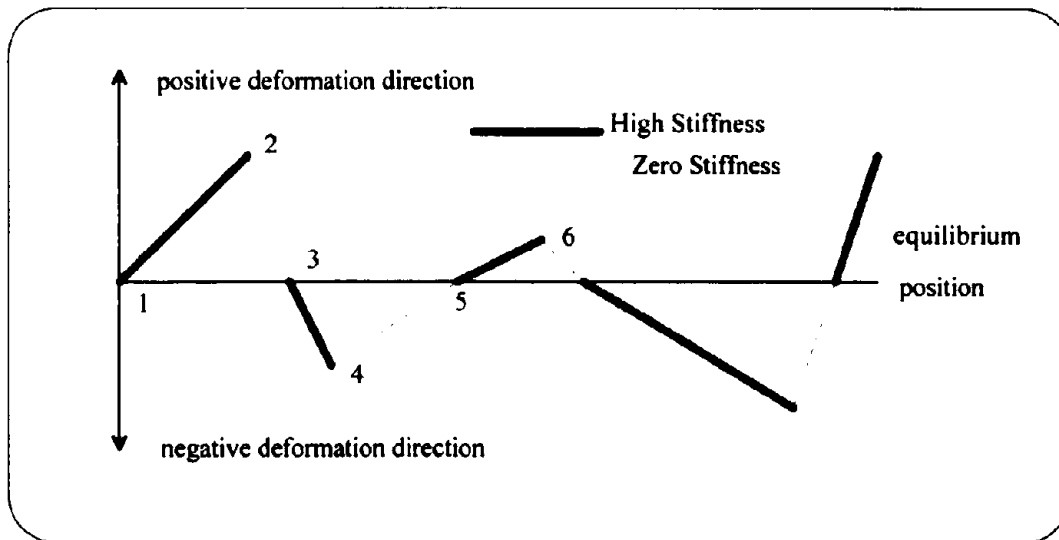 positive deformation direction
High Stiffness
Zero Stiffness
2
3
6
equilibrium
1
5
position
4
negative deformation direction